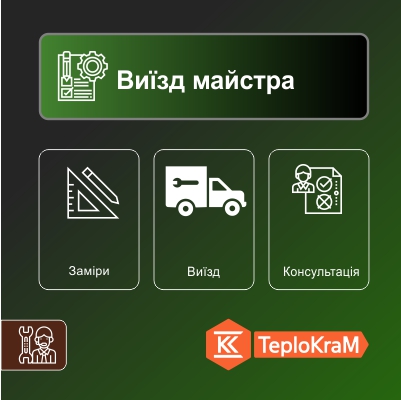 Виїзд майстра
Заміри
Виїзд
Консультація
TeploKraM